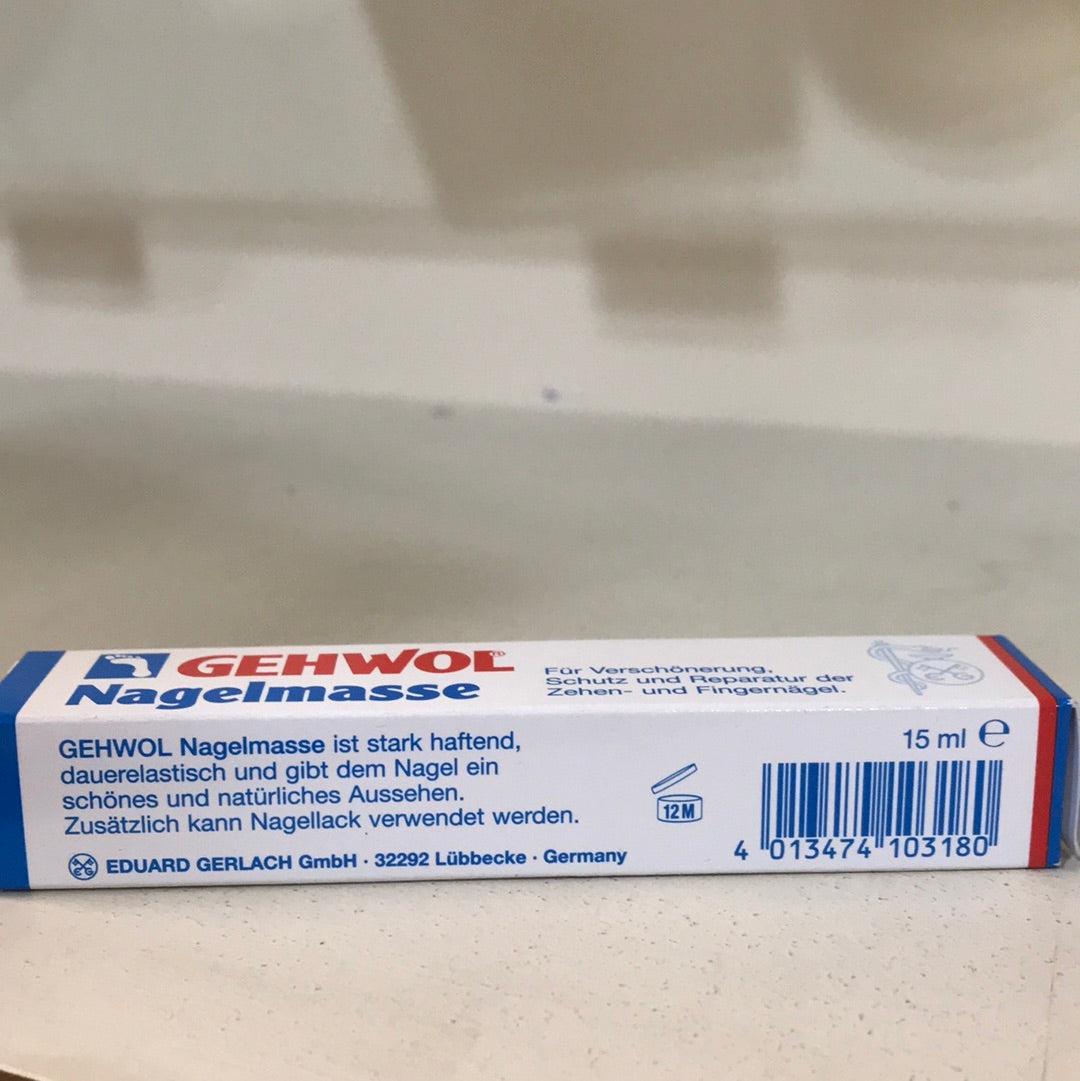 GEHWOL®
Nagelmasse
Für Verschönerung,
Schutz und Reparatur der
Zehen- und Fingernägel.
GEHWOL Nagelmasse ist stark haftend,
dauerelastisch und gibt dem Nagel ein
schönes und natürliches Aussehen.
Zusätzlich kann Nagellack verwendet werden.
EDUARD GERLACH GmbH · 32292 Lübbecke · Germany
12 M
15 ml ℮
4 013474 103180